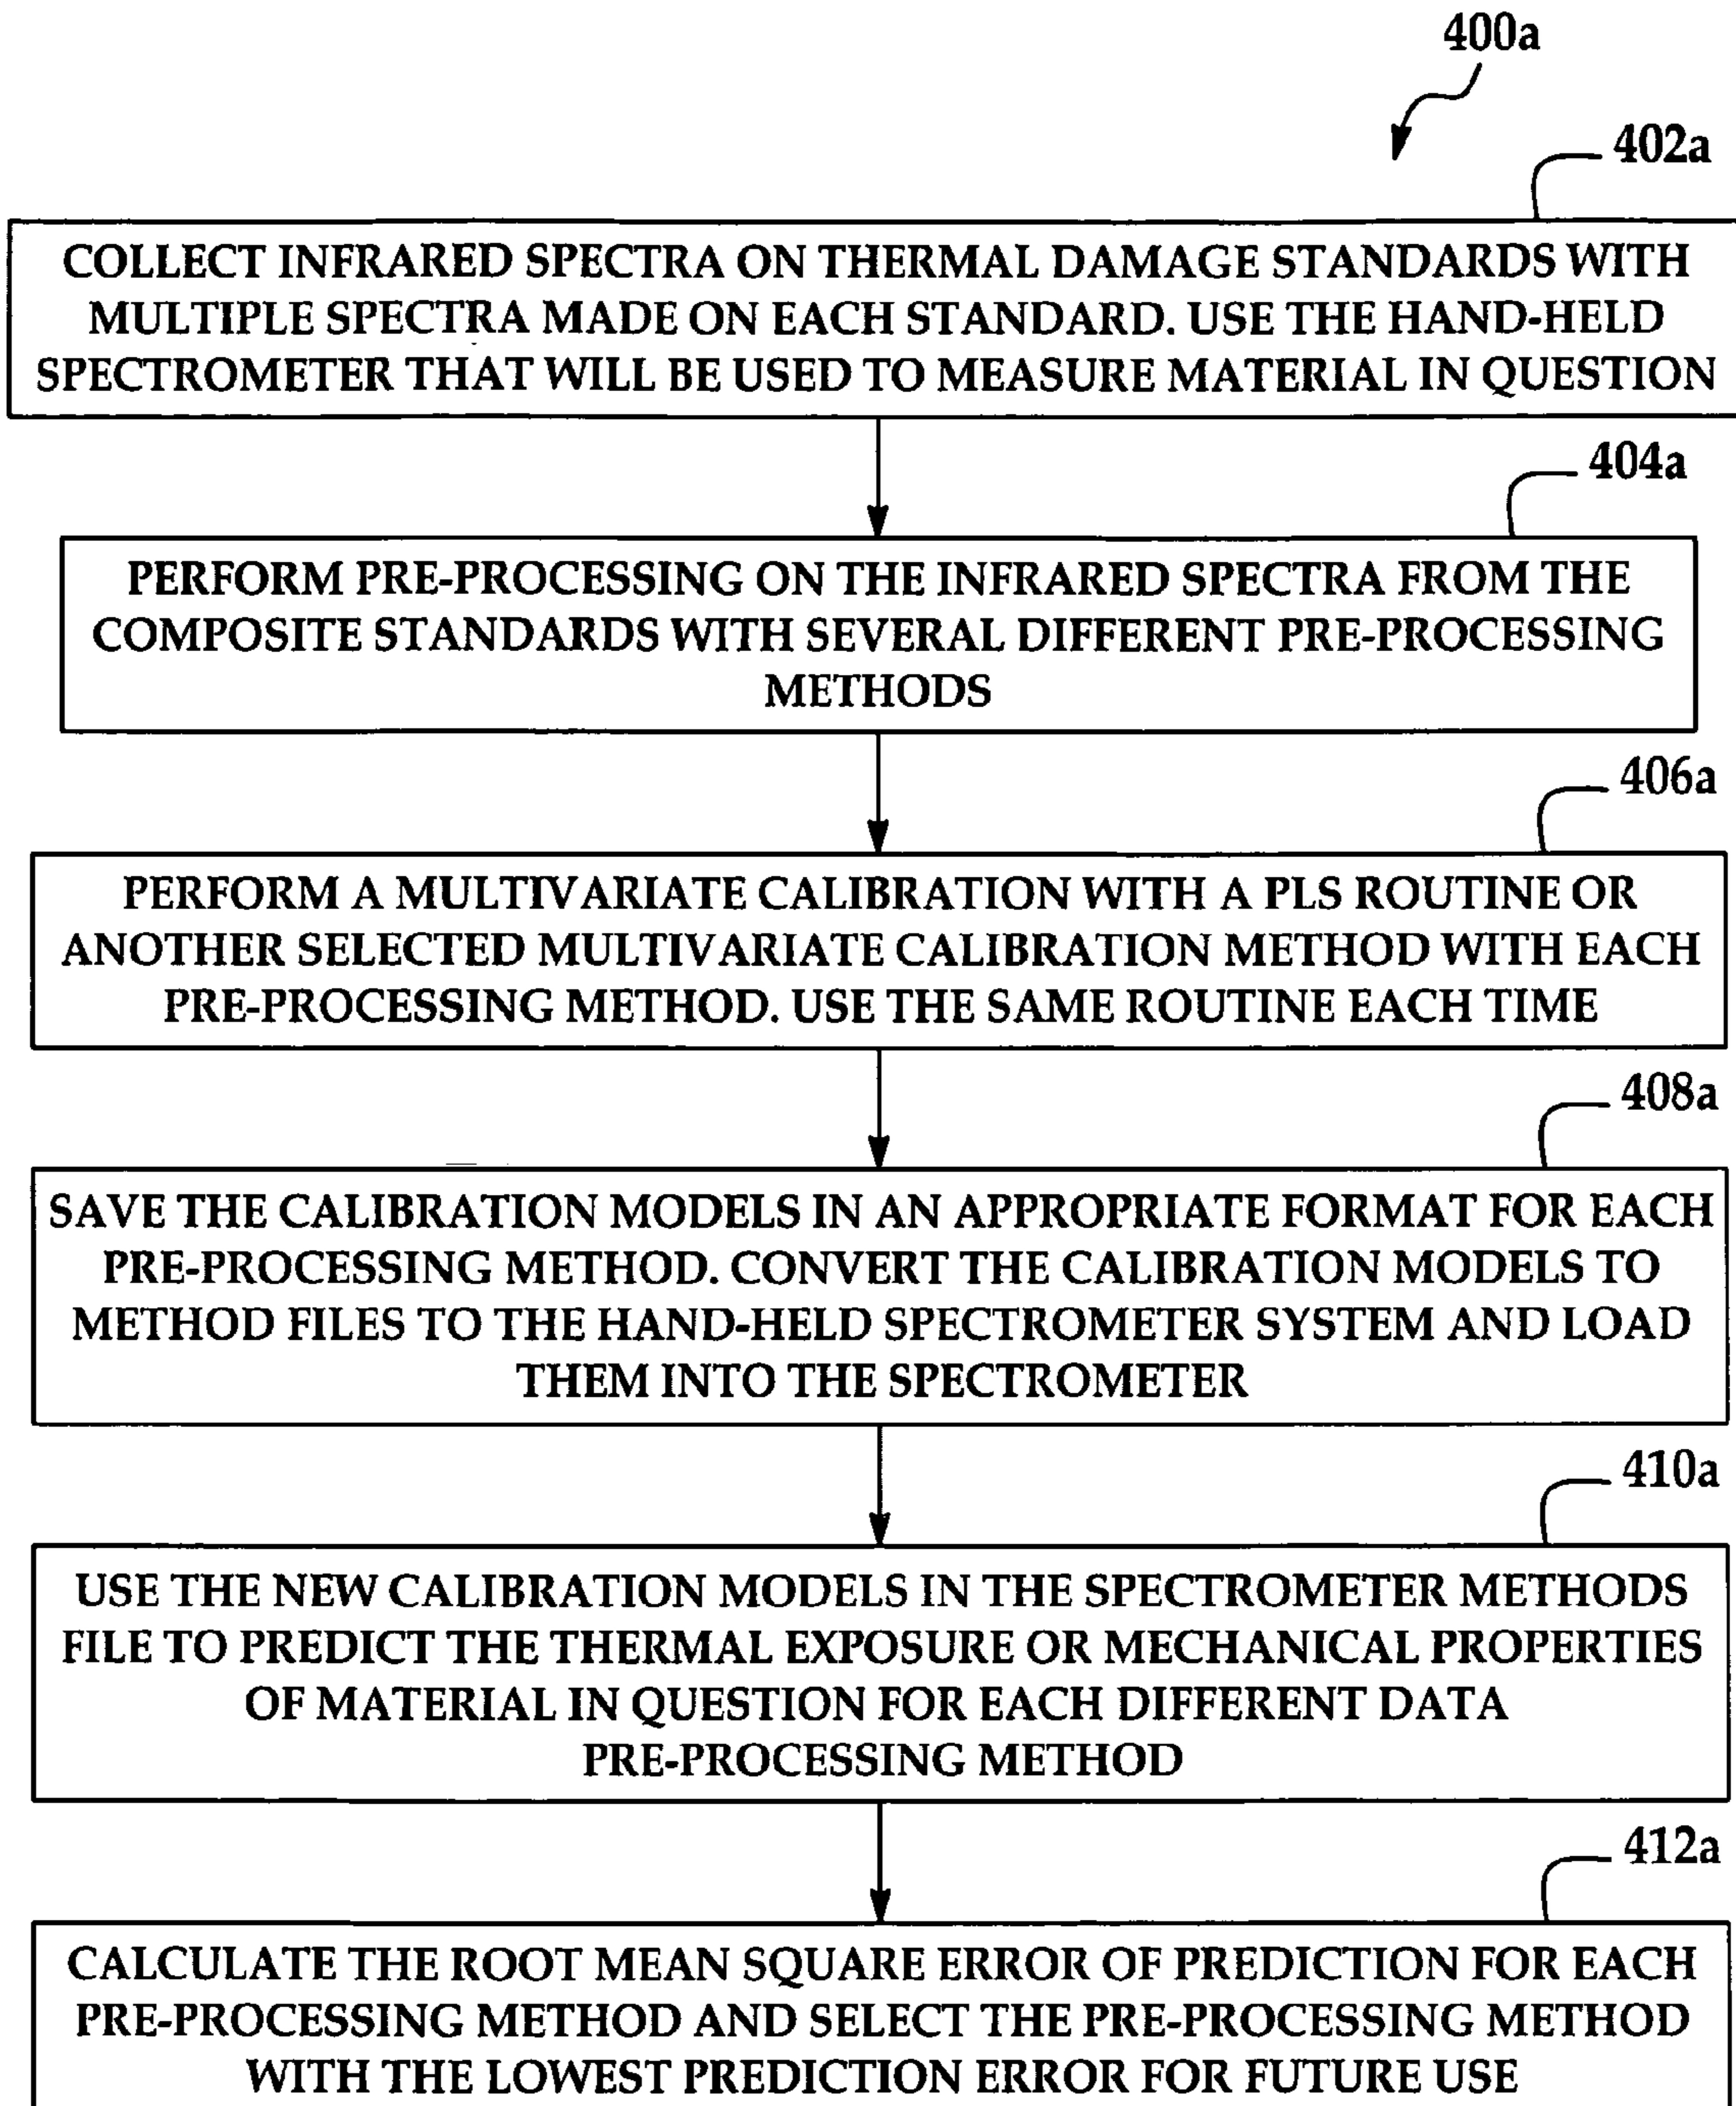 400a
402a
COLLECT INFRARED SPECTRA ON THERMAL DAMAGE STANDARDS WITH
MULTIPLE SPECTRA MADE ON EACH STANDARD. USE THE HAND-HELD
SPECTROMETER THAT WILL BE USED TO MEASURE MATERIAL IN QUESTION
404a
PERFORM PRE-PROCESSING ON THE INFRARED SPECTRA FROM THE
COMPOSITE STANDARDS WITH SEVERAL DIFFERENT PRE-PROCESSING
METHODS
406a
PERFORM A MULTIVARIATE CALIBRATION WITH A PLS ROUTINE OR
ANOTHER SELECTED MULTIVARIATE CALIBRATION METHOD WITH EACH
PRE-PROCESSING METHOD. USE THE SAME ROUTINE EACH TIME
408a
SAVE THE CALIBRATION MODELS IN AN APPROPRIATE FORMAT FOR EACH
PRE-PROCESSING METHOD. CONVERT THE CALIBRATION MODELS TO
METHOD FILES TO THE HAND-HELD SPECTROMETER SYSTEM AND LOAD
THEM INTO THE SPECTROMETER
410a
USE THE NEW CALIBRATION MODELS IN THE SPECTROMETER METHODS
FILE TO PREDICT THE THERMAL EXPOSURE OR MECHANICAL PROPERTIES
OF MATERIAL IN QUESTION FOR EACH DIFFERENT DATA
PRE-PROCESSING METHOD
412a
CALCULATE THE ROOT MEAN SQUARE ERROR OF PREDICTION FOR EACH
PRE-PROCESSING METHOD AND SELECT THE PRE-PROCESSING METHOD
WITH THE LOWEST PREDICTION ERROR FOR FUTURE USE